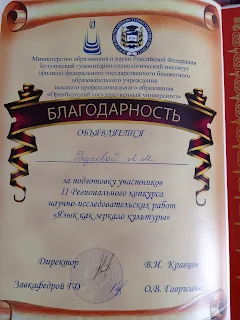 Министерство образования и науки Российской Федерации
Бузулукский гуманитарно-технологический институт
(филиал) федерального государственного бюджетного
образовательного учреждения
высшего профессионального образования
«Оренбургский государственный университет»
БЛАГОДАРНОСТЬ
ОБЪЯВЛЯЕТСЯ
Л.М.
за подготовку участников
II Регионального конкурса
научно-исследовательских работ
«Язык как зеркало культуры»
Директор В.И. Кравцов
Завкафедрой ГД О.В. Гаврилова